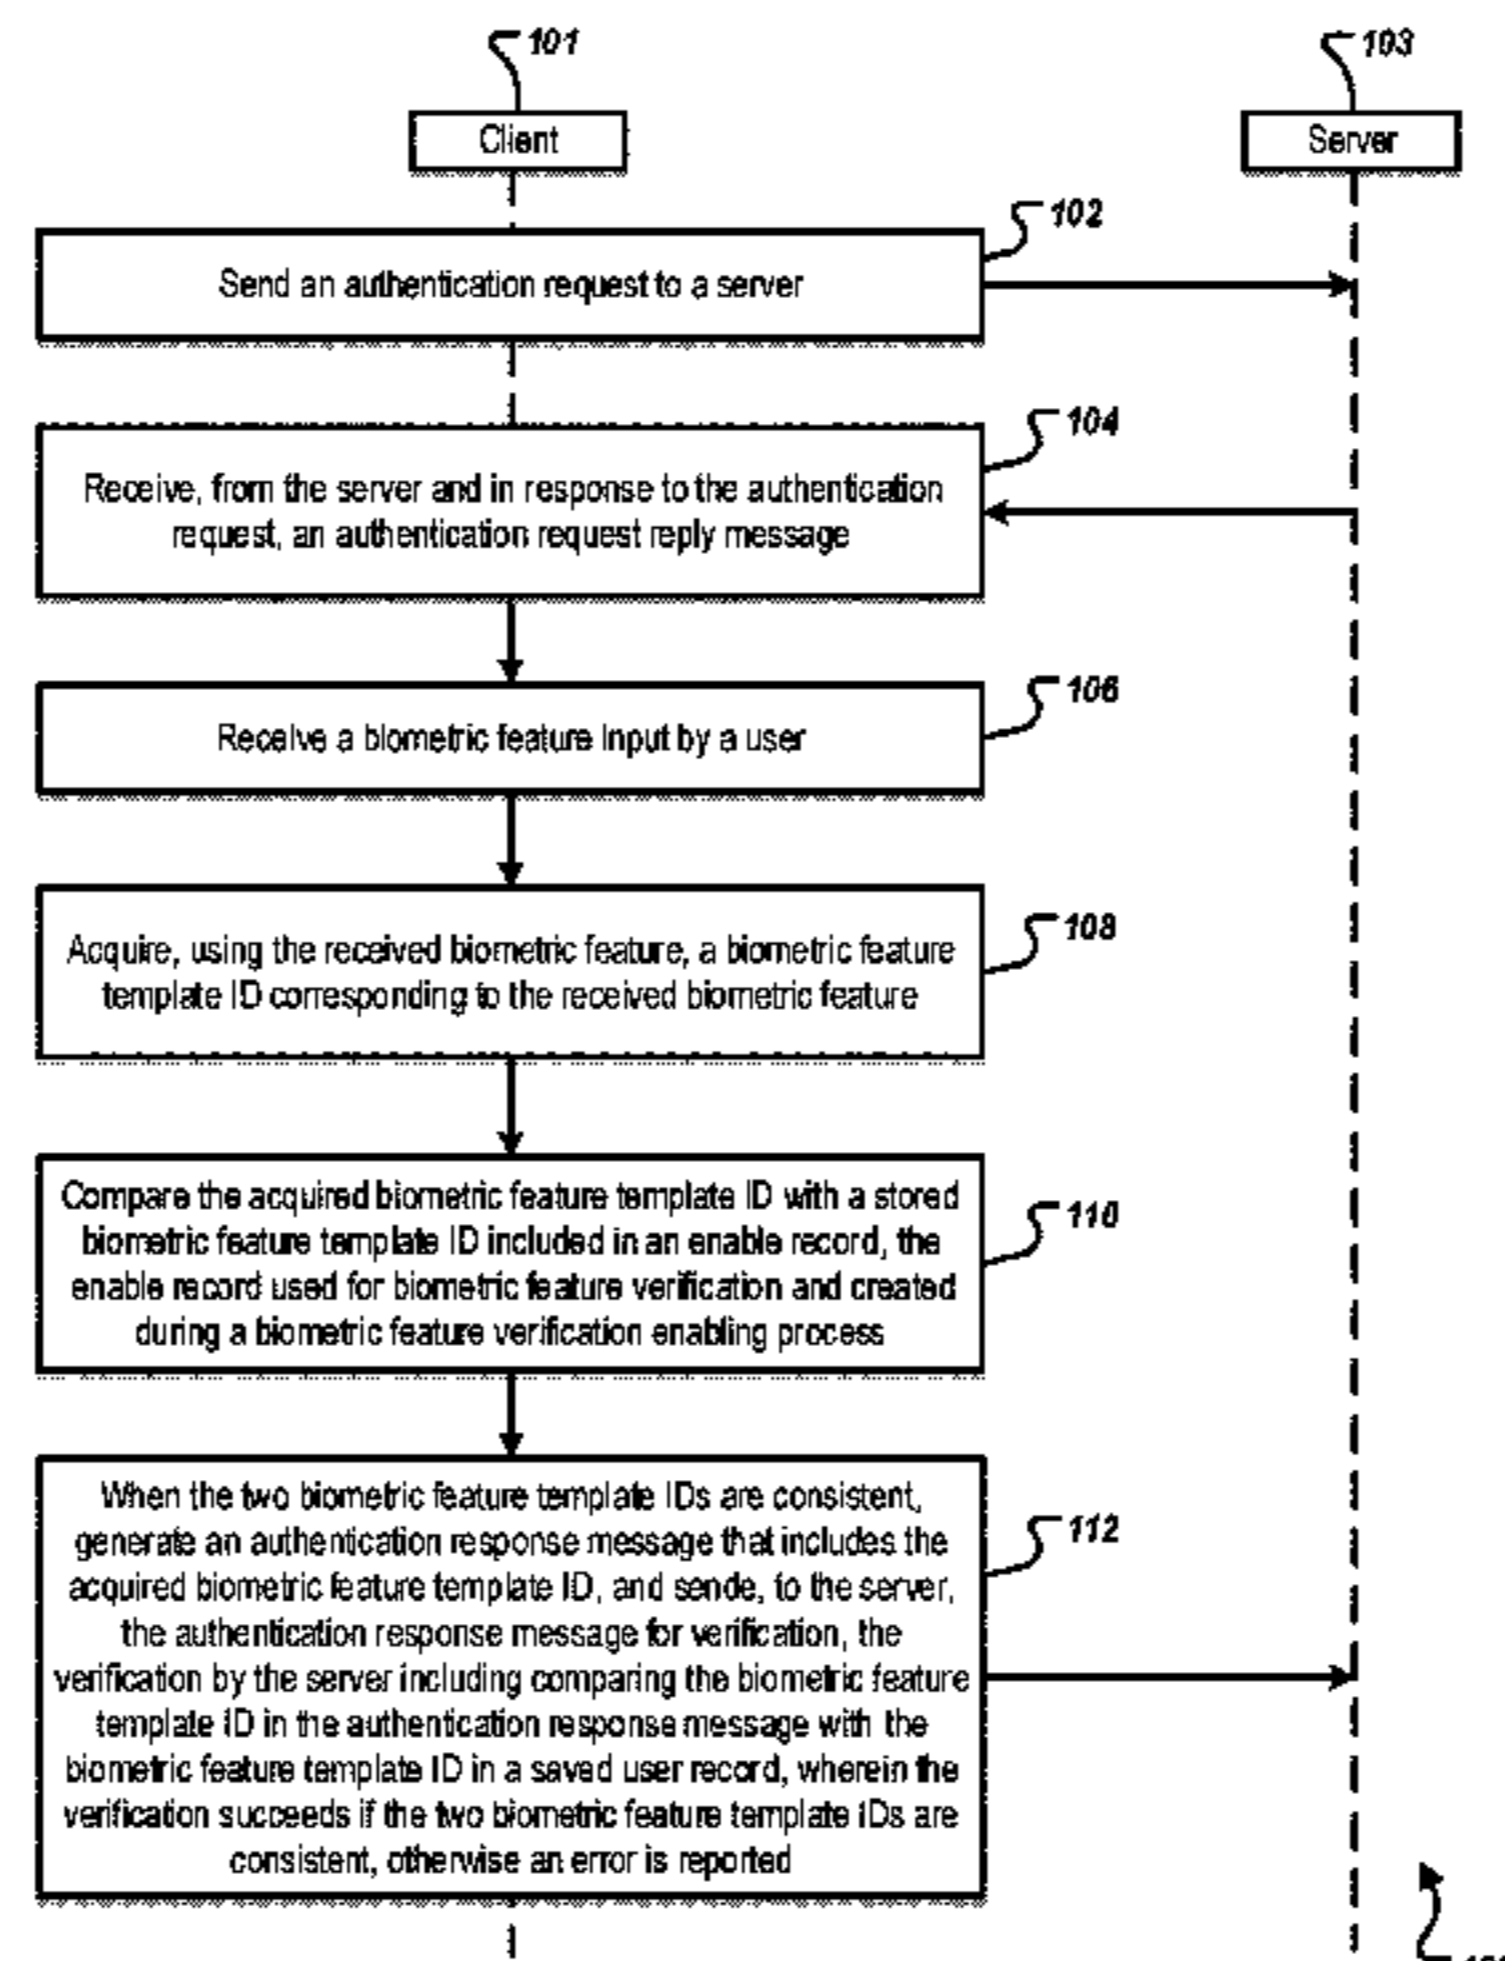 101
103
Client
Server
102
Send an authentication request to a server
104
Receive, from the server and in response to the authentication
request, an authentication request reply message
106
Receive a biometric feature Input by a user
108
Acquire, using the received biometric feature, a biometric feature
template ID corresponding to the received biometric feature
110
Compare the acquired biometric feature template ID with a stored
biometric feature template ID included in an enable record, the
enable record used for biometric feature verification and created
during a biometric feature verification enabling process
112
When the two biometric feature template IDs are consistent,
generate an authentication response message that includes the
acquired biometric feature template ID, and sende, to the server,
the authentication response message for verification, the
verification by the server including comparing the biometric feature
template ID in the authentication response message with the
biometric feature template ID in a saved user record, wherein the
verification succeeds if the two biometric feature template IDs are
consistent, otherwise an error is reported